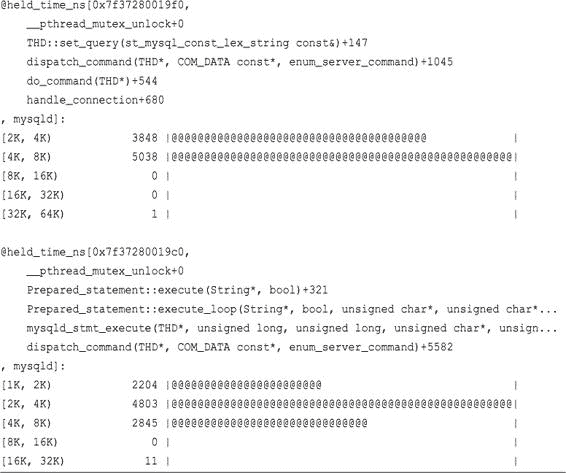 @held_time_ns[0x7f37280019f0,
    __pthread_mutex_unlock+0
    THD::set_query(st_mysql_const_lex_string const&)+147
    dispatch_command(THD*, COM_DATA const*, enum_server_command)+1045
    do_command(THD*)+544
    handle_connection+680
, mysqld]:
[2K, 4K)            3848 |@@@@@@@@@@@@@@@@@@@@@@@@@@@@@@@@@@@@@@@             |
[4K, 8K)            5038 |@@@@@@@@@@@@@@@@@@@@@@@@@@@@@@@@@@@@@@@@@@@@@@@@@@@@|
[8K, 16K)              0 |                                                    |
[16K, 32K)             0 |                                                    |
[32K, 64K)             1 |                                                    |
@held_time_ns[0x7f37280019c0,
    __pthread_mutex_unlock+0
    Prepared_statement::execute(String*, bool)+321
    Prepared_statement::execute_loop(String*, bool, unsigned char*, unsigned char*...
    mysqld_stmt_execute(THD*, unsigned long, unsigned long, unsigned char*, unsign...
    dispatch_command(THD*, COM_DATA const*, enum_server_command)+5582
, mysqld]:
[1K, 2K)            2204 |@@@@@@@@@@@@@@@@@@@@@@@                             |
[2K, 4K)            4803 |@@@@@@@@@@@@@@@@@@@@@@@@@@@@@@@@@@@@@@@@@@@@@@@@@@@@|
[4K, 8K)            2845 |@@@@@@@@@@@@@@@@@@@@@@@@@@@@@@                      |
[8K, 16K)              0 |                                                    |
[16K, 32K)            11 |                                                    |